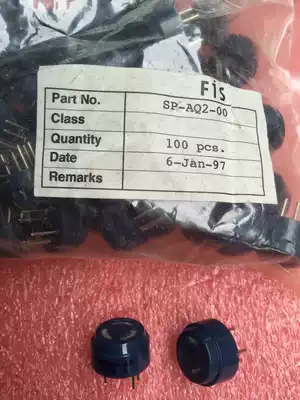 Fis
Part No. SP-AQ2-00
Class
Quantity 100 pcs.
Date 6-Jan-97
Remarks